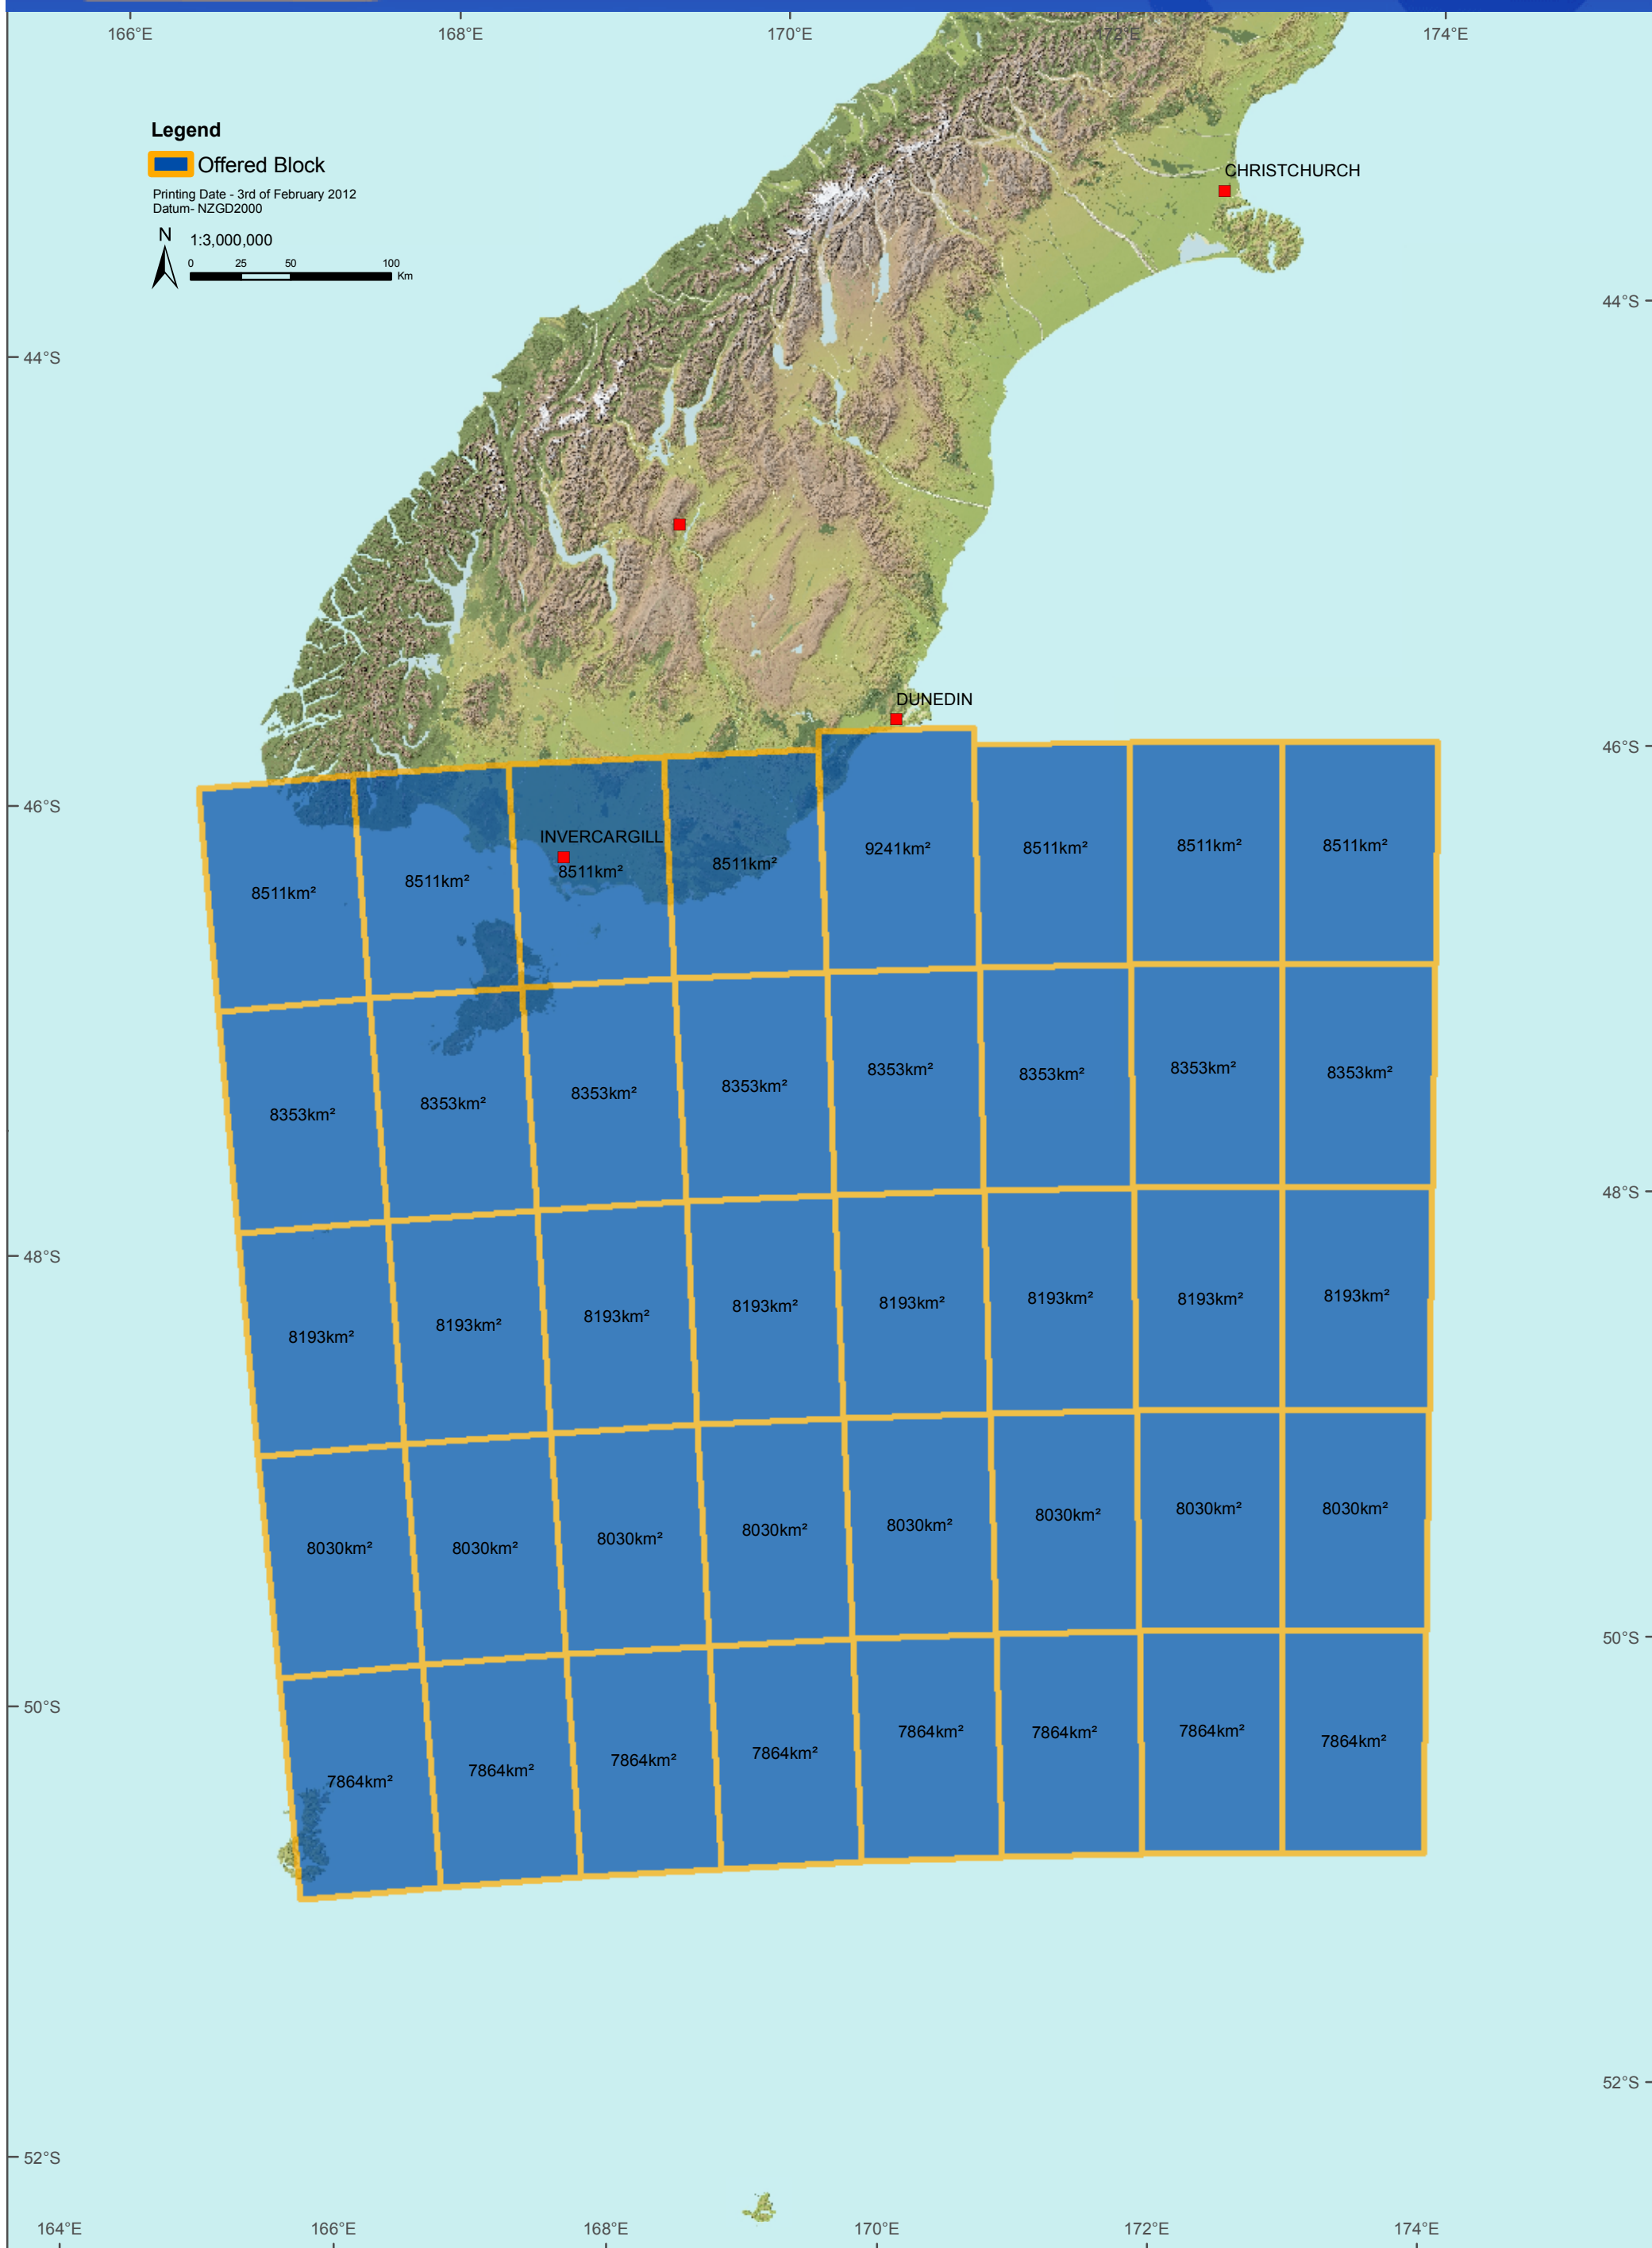 166°E 168°E 170°E 172°E 174°E
Legend
Offered Block
Printing Date - 3rd of February 2012
Datum- NZGD2000
N
1:3,000,000
0 25 50 100
Km
CHRISTCHURCH
44°S
44°S
DUNEDIN
46°S
46°S
INVERCARGILL
8511km² 8511km² 8511km² 8511km² 9241km² 8511km² 8511km² 8511km²
8353km² 8353km² 8353km² 8353km² 8353km² 8353km² 8353km² 8353km²
48°S
48°S
8193km² 8193km² 8193km² 8193km² 8193km² 8193km² 8193km² 8193km²
8030km² 8030km² 8030km² 8030km² 8030km² 8030km² 8030km² 8030km²
50°S
50°S
7864km² 7864km² 7864km² 7864km² 7864km² 7864km² 7864km² 7864km²
52°S
52°S
164°E 166°E 168°E 170°E 172°E 174°E